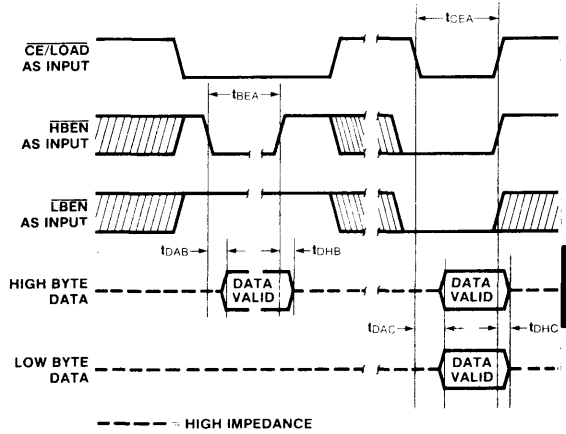 tCEA
CE/LOAD
AS INPUT
tBEA
HBEN
AS INPUT
LBEN
AS INPUT
tDAB
tDHB
HIGH BYTE
DATA
DATA
VALID
DATA
VALID
tDAC
tDHC
LOW BYTE
DATA
DATA
VALID
= HIGH IMPEDANCE